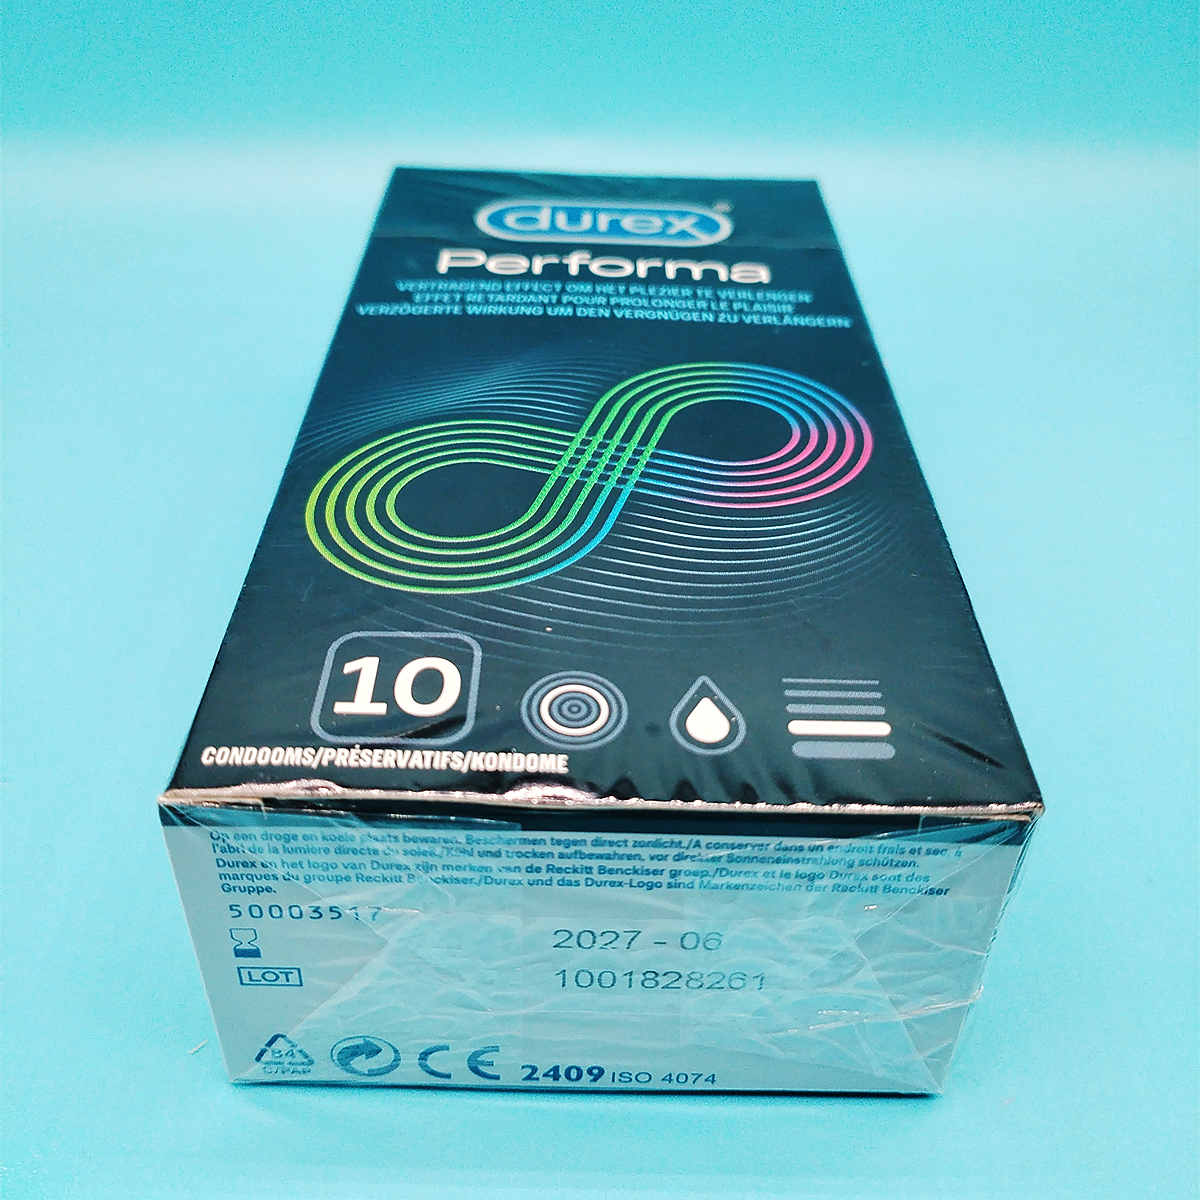 durex®
Performa
VERTRAGEND EFFECT OM HET PLEZIER TE VERLENGEN
EFFET RETARDANT POUR PROLONGER LE PLAISIR
VERZÖGERTE WIRKUNG UM DEN VERGNÜGEN ZU VERLÄNGERN
10
CONDOOMS/PRÉSERVATIFS/KONDOME
Op een droge en koele plaats bewaren. Beschermen tegen direct zonlicht./A conserver dans un endroit frais et sec, à
l'abri de la lumière directe du soleil./Kühl und trocken aufbewahren, vor direkter Sonneneinstrahlung schützen.
Durex en het logo van Durex zijn merken van de Reckitt Benckiser groep./Durex et le logo Durex sont des
marques du groupe Reckitt Benckiser./Durex und das Durex-Logo sind Markenzeichen der Reckitt Benckiser
Gruppe.
50003517
2027 - 06
LOT 1001828261
84
C/PAP
CE 2409 ISO 4074